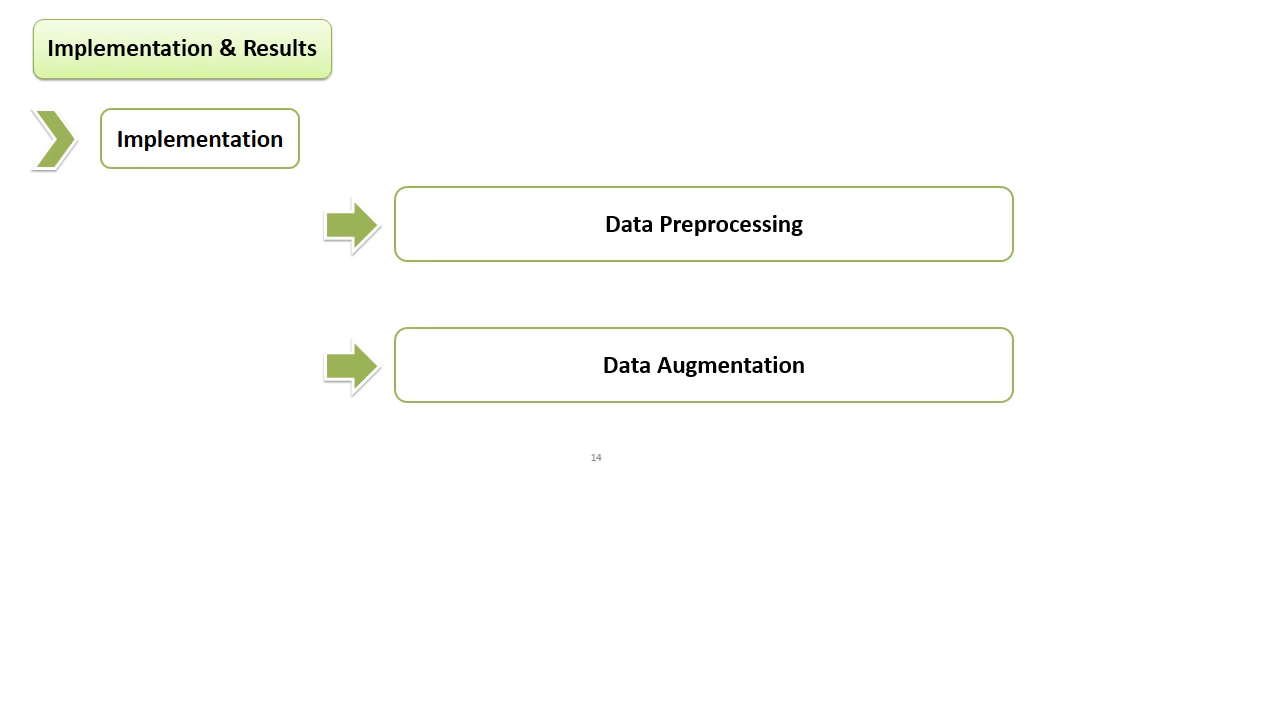 Implementation & Results
Implementation
Data Preprocessing
Data Augmentation
14